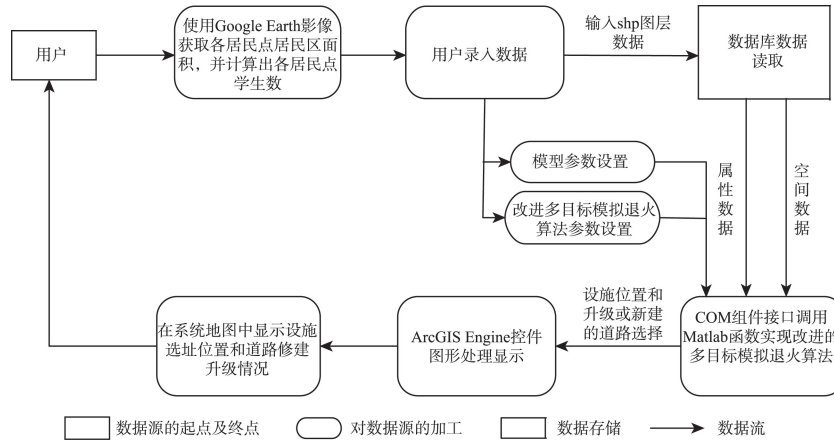 用户
使用Google Earth影像
获取各居民点居民区面
积，并计算出各居民点
学生数
用户录入数据
输入shp图层
数据
数据库数据
读取
模型参数设置
改进多目标模拟退火
算法参数设置
属性数据
空间数据
在系统地图中显示设施
选址位置和道路修建
升级情况
ArcGIS Engine控件
图形处理显示
设施位置和
升级或新建
的道路选择
COM组件接口调用
Matlab函数实现改进的
多目标模拟退火算法
数据源的起点及终点
对数据源的加工
数据存储
数据流